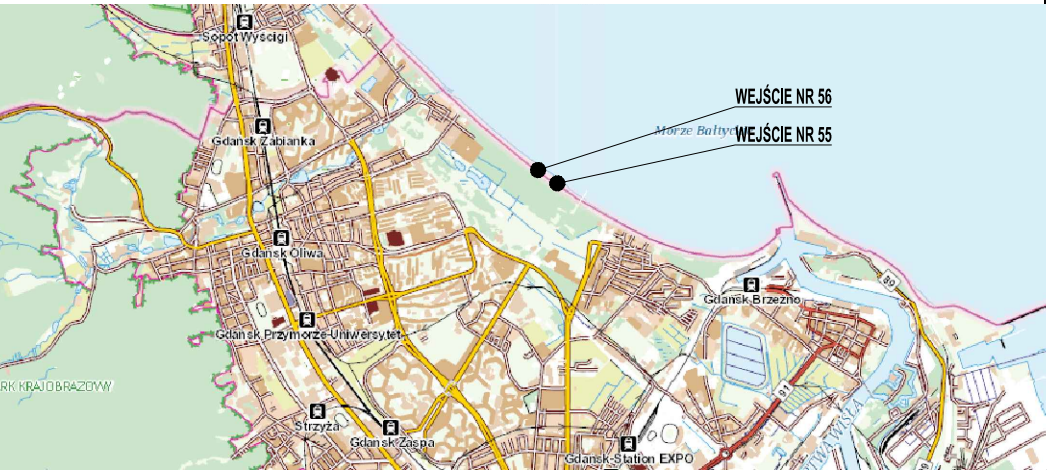 Sopot Wyścigi
WEJŚCIE NR 56
Morze Bałtyc
WEJŚCIE NR 55
Gdańsk Żabianka
Gdańsk Oliwa
89
Gdańsk-Brzeźno
Gdańsk Przymorze-Uniwersytet
RK KRAJOBRAZOWY
Strzyża
Gdańsk Zaspa
Gdańsk-Station EXPO